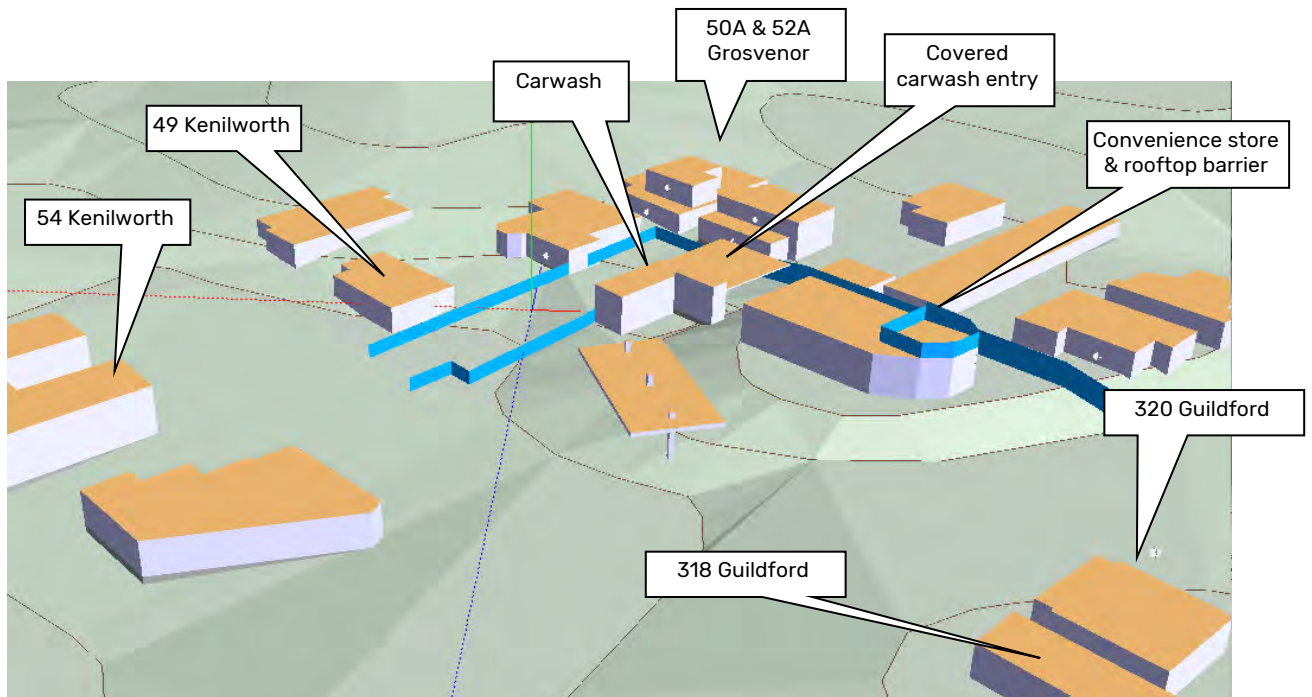 50A & 52A
Grosvenor
Covered
carwash entry
Carwash
49 Kenilworth
Convenience store
& rooftop barrier
54 Kenilworth
320 Guildford
318 Guildford